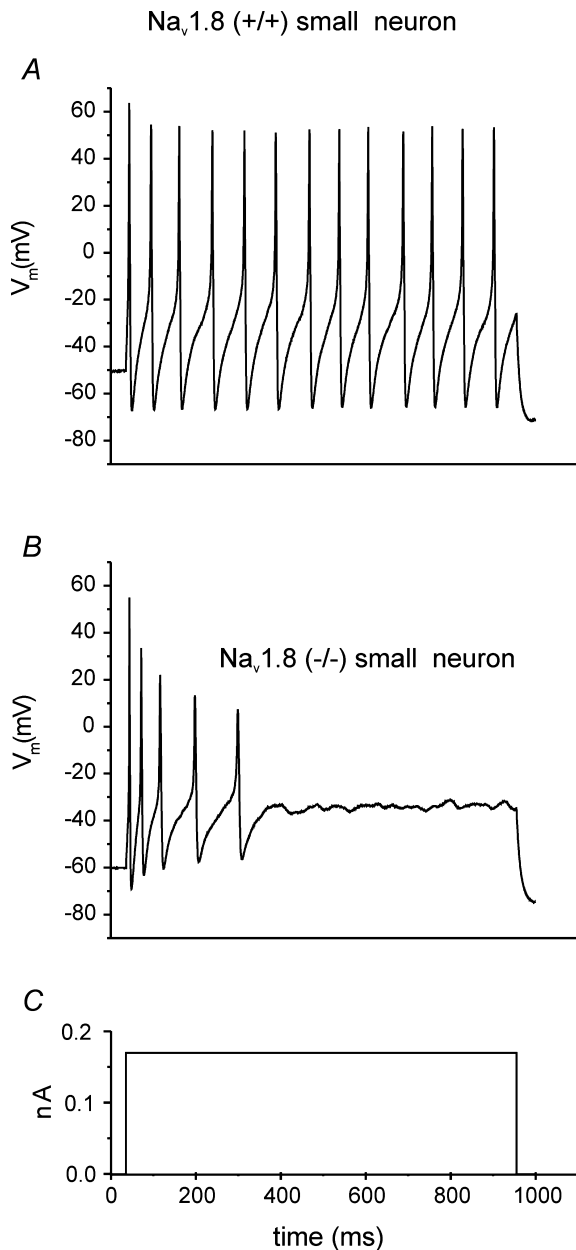 Naᵥ1.8 (+/+) small neuron
A
60
40
20
0
-20
-40
-60
-80
Vₘ(mV)
B
Naᵥ1.8 (-/-) small neuron
60
40
20
0
-20
-40
-60
-80
Vₘ(mV)
C
0.2
0.1
0.0
nA
0 200 400 600 800 1000
time (ms)